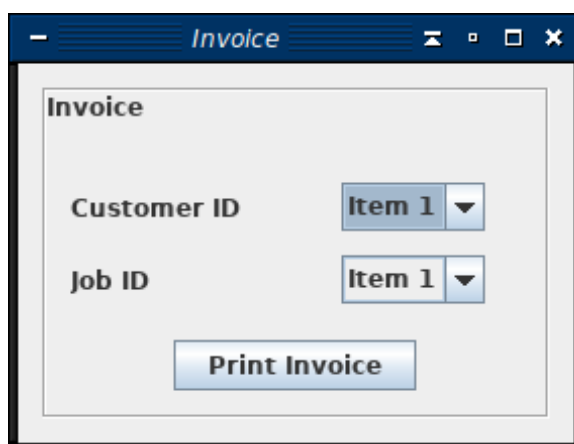 Invoice
Invoice
Customer ID Item 1
Job ID Item 1
Print Invoice